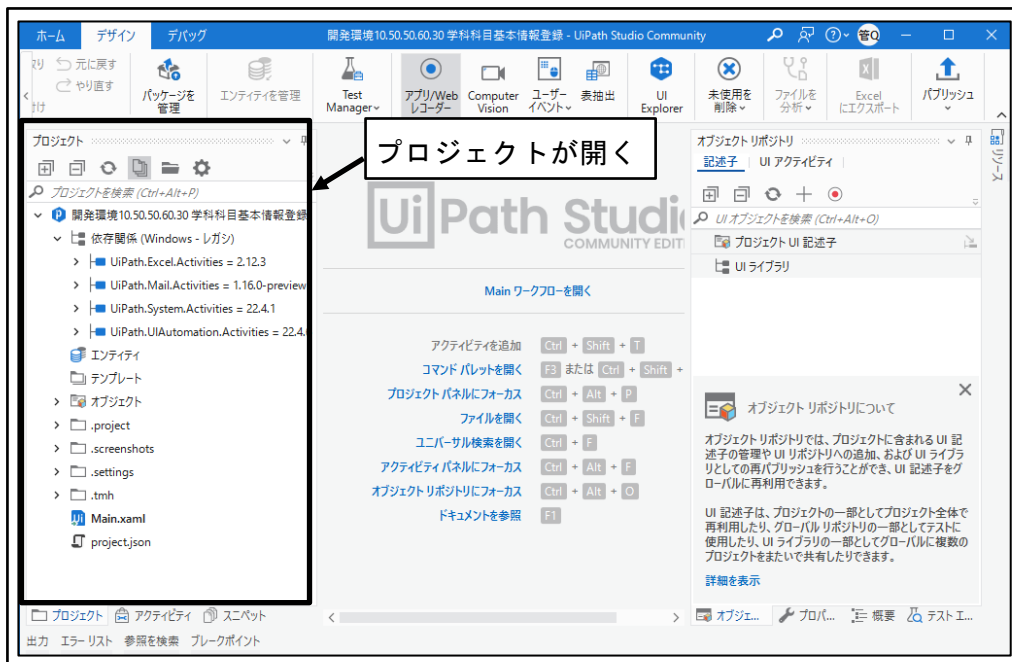 ホーム デザイン デバッグ 開発環境10.50.50.60.30 学科科目基本情報登録 - UiPath Studio Community 管Q
元に戻す
やり直す
パッケージを
管理
エンティティを管理
Test
Manager
アプリ/Web
レコーダー
Computer
Vision
ユーザー
イベント
表抽出
UI
Explorer
未使用を
削除
ファイルを
分析
Excel
にエクスポート
パブリッシュ
プロジェクト
プロジェクトを検索 (Ctrl+Alt+P)
開発環境10.50.50.60.30 学科科目基本情報登録
依存関係 (Windows - レガシ)
UiPath.Excel.Activities = 2.12.3
UiPath.Mail.Activities = 1.16.0-preview
UiPath.System.Activities = 22.4.1
UiPath.UIAutomation.Activities = 22.4.
エンティティ
テンプレート
オブジェクト
.project
.screenshots
.settings
.tmh
Main.xaml
project.json
プロジェクト アクティビティ スニペット
プロジェクトが開く
UiPath Studi
COMMUNITY EDIT
Main ワークフローを開く
アクティビティを追加 Ctrl + Shift + T
コマンド パレットを開く F3 または Ctrl + Shift +
プロジェクト パネルにフォーカス Ctrl + Alt + P
ファイルを開く Ctrl + Shift + F
ユニバーサル検索を開く Ctrl + F
アクティビティ パネルにフォーカス Ctrl + Alt + F
オブジェクト リポジトリにフォーカス Ctrl + Alt + O
ドキュメントを参照 F1
オブジェクト リポジトリ
記述子 UI アクティビティ
UI オブジェクトを検索 (Ctrl+Alt+O)
プロジェクト UI 記述子
UI ライブラリ
オブジェクト リポジトリについて
オブジェクト リポジトリでは、プロジェクトに含まれる UI 記
述子の管理や UI リポジトリへの追加、および UI ライブラ
リとしての再パブリッシュを行うことができ、UI 記述子をグ
ローバルに再利用できます。
UI 記述子は、プロジェクトの一部としてプロジェクト全体で
再利用したり、グローバル リポジトリの一部としてテストに
使用したり、UI ライブラリの一部としてグローバルに複数の
プロジェクトをまたいで共有したりできます。
詳細を表示
オブジェ... プロパ... 概要 テスト エ...
リソース
出力 エラー リスト 参照を検索 ブレークポイント